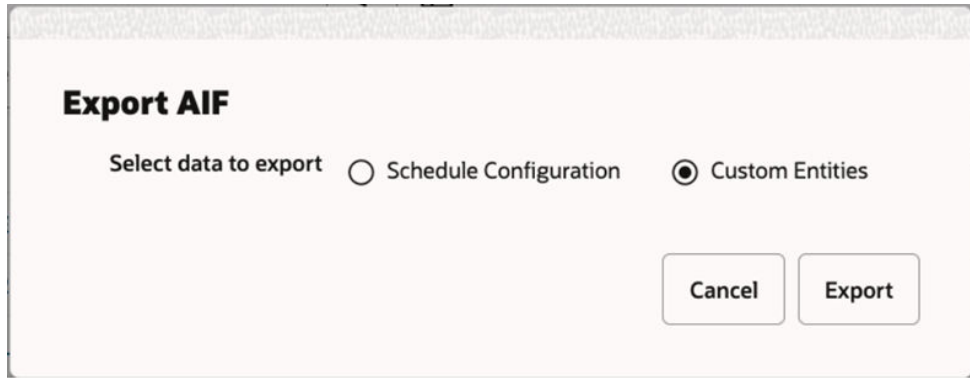 Export AIF
Select data to export Schedule Configuration Custom Entities
Cancel Export